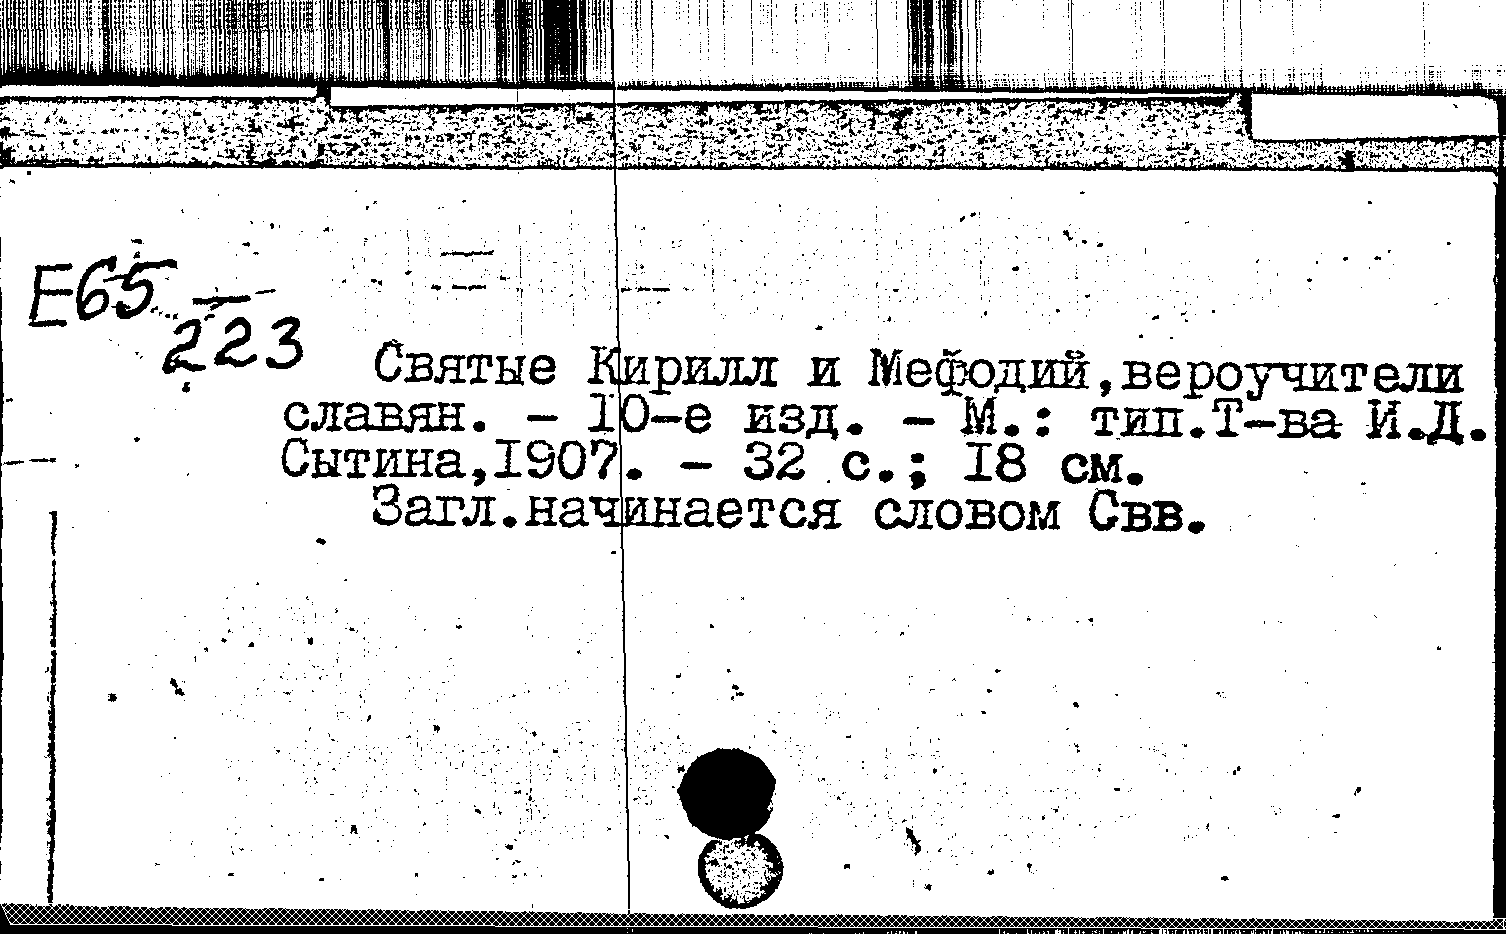 Е65
223
Святые Кирилл и Мефодий,вероучители
славян. - 10-е изд. - М.: тип.Т-ва И.Д.
Сытина,1907. - 32 с.; 18 см.
Загл.начинается словом Свв.